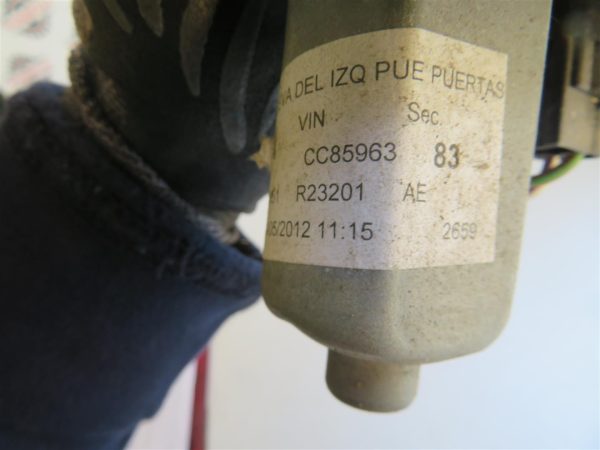 DEL IZQ PUE PUERTAS
VIN Sec.
CC85963 83
R23201 AE
/2012 11:15 2659